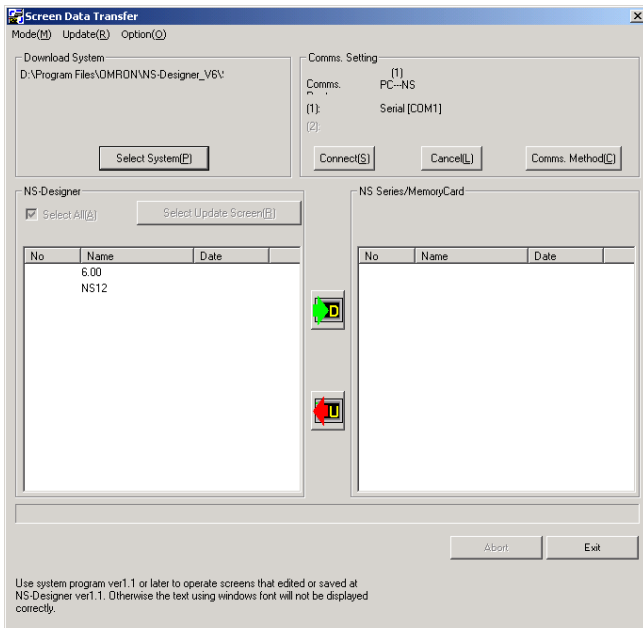 Screen Data Transfer
Mode(M) Update(R) Option(O)
Download System
D:\Program Files\OMRON\NS-Designer_V6\
Select System(P)
Comms. Setting
(1)
Comms. PC---NS
(1): Serial [COM1]
(2):
Connect(S) Cancel(L) Comms. Method(C)
NS-Designer
Select All(A) Select Update Screen(R)
No Name Date
6.00
NS12
D
U
NS Series/MemoryCard
No Name Date
Abort Exit
Use system program ver1.1 or later to operate screens that edited or saved at
NS-Designer ver1.1. Otherwise the text using windows font will not be displayed
correctly.